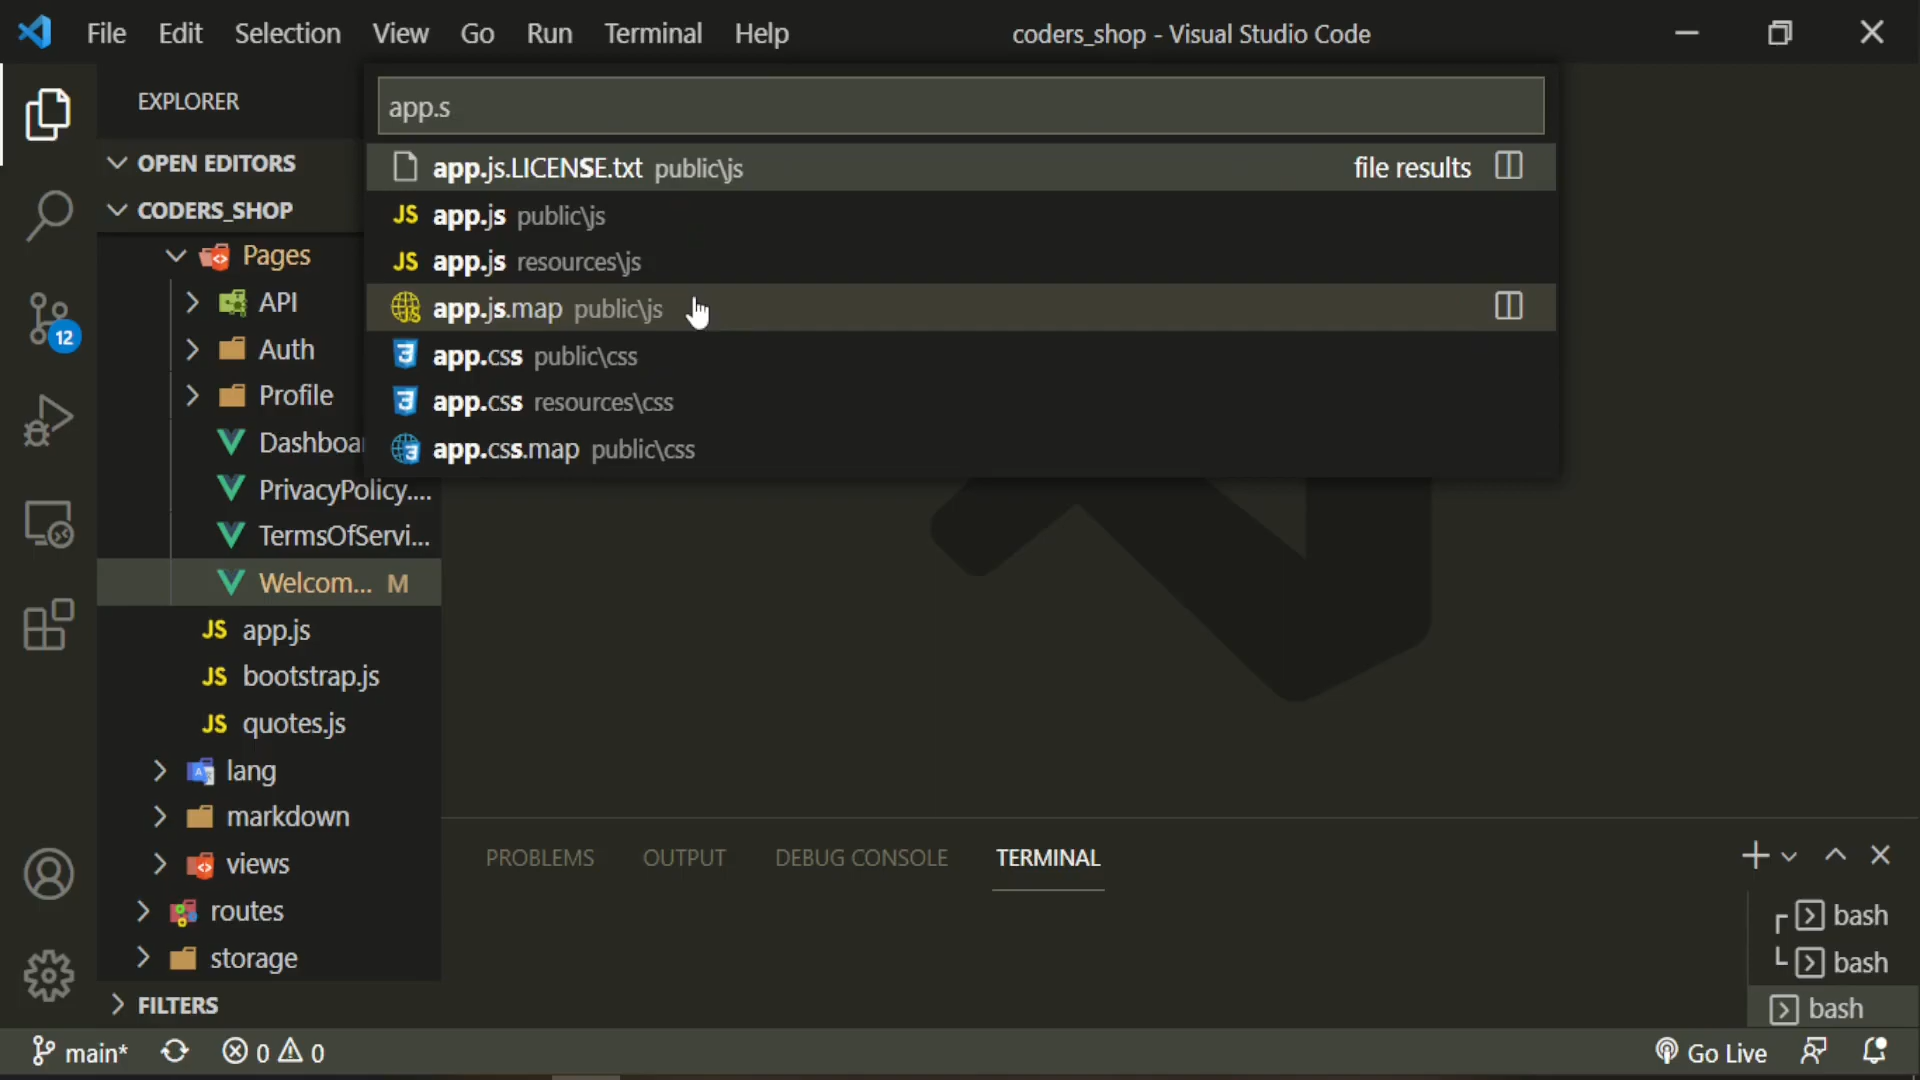 File Edit Selection View Go Run Terminal Help
coders_shop - Visual Studio Code
EXPLORER
app.s
OPEN EDITORS
CODERS_SHOP
app.js.LICENSE.txt public\js file results
app.js public\js
app.js resources\js
app.js.map public\js
app.css public\css
app.css resources\css
app.css.map public\css
Pages
API
Auth
Profile
Dashboa
PrivacyPolicy....
TermsOfServi...
Welcom... M
JS app.js
JS bootstrap.js
JS quotes.js
lang
markdown
views
routes
storage
FILTERS
12
PROBLEMS OUTPUT DEBUG CONSOLE TERMINAL
bash
bash
bash
main* 0 0
Go Live